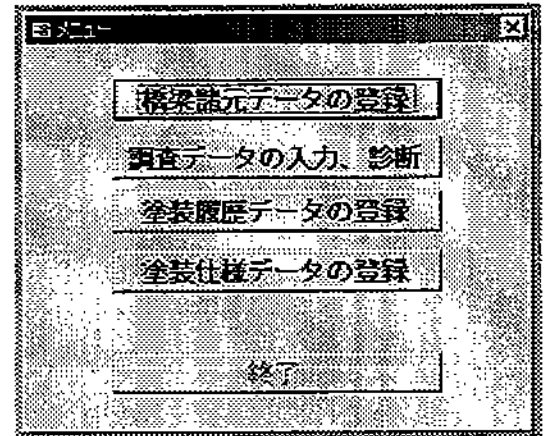 メニュー
橋梁諸元データの登録
調査データの入力、診断
塗装履歴データの登録
塗装仕様データの登録
終了